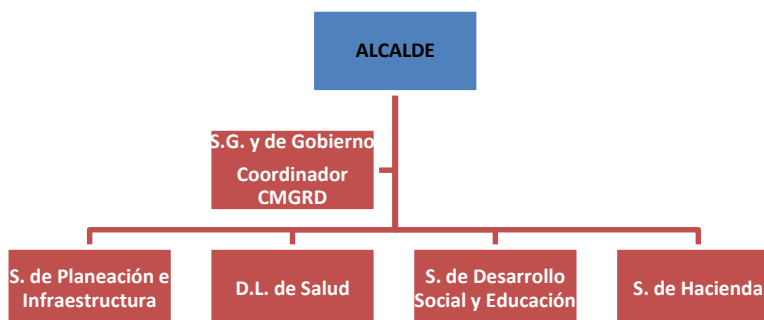 ALCALDE
S.G. y de Gobierno
Coordinador
CMGRD
S. de Planeación e
Infraestructura
D.L. de Salud
S. de Desarrollo
Social y Educación
S. de Hacienda